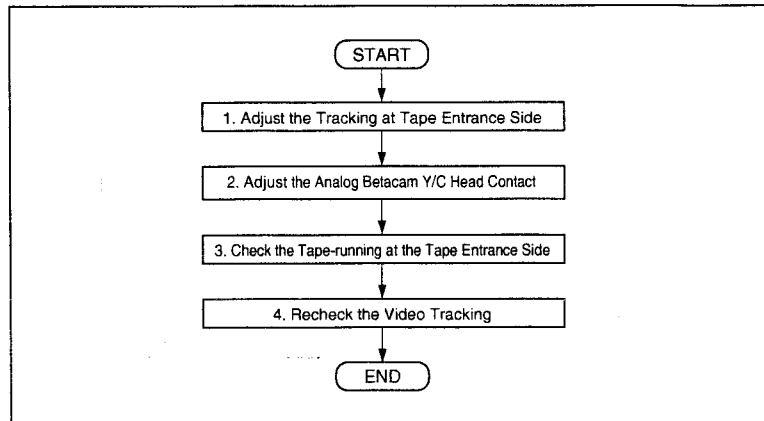 START
1. Adjust the Tracking at Tape Entrance Side
2. Adjust the Analog Betacam Y/C Head Contact
3. Check the Tape-running at the Tape Entrance Side
4. Recheck the Video Tracking
END